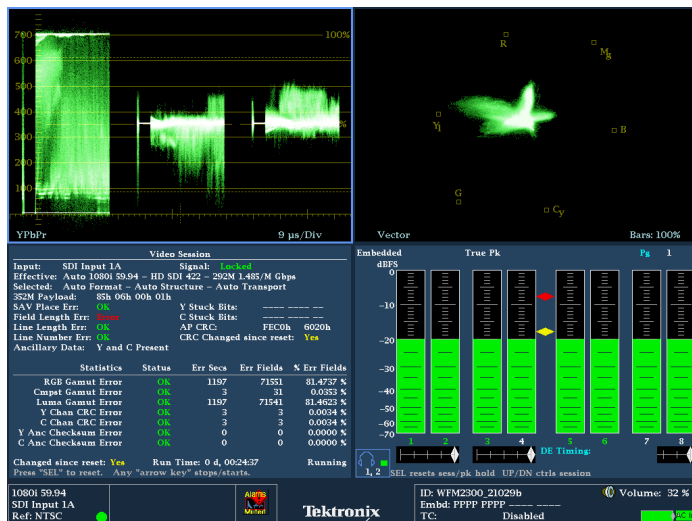 700
100%
600
500
400
300
%
200
100
0
YPbPr
9 µs/Div
R
Mg
Yl
B
G
Cy
Vector
Bars: 100%
Video Session
Input: SDI Input 1A Signal: Locked
Effective: Auto 1080i 59.94 – HD SDI 422 – 292M 1.485/M Gbps
Selected: Auto Format – Auto Structure – Auto Transport
352M Payload: 85h 06h 00h 01h
SAV Place Err: OK Y Stuck Bits: ---- ---- --
Field Length Err: Error C Stuck Bits: ---- ---- --
Line Length Err: OK AP CRC: FEC0h 6020h
Line Number Err: OK CRC Changed since reset: Yes
Ancillary Data: Y and C Present
Statistics Status Err Secs Err Fields % Err Fields
RGB Gamut Error OK 1197 71551 81.4737 %
Cmpst Gamut Error OK 3 31 0.0353 %
Luma Gamut Error OK 1197 71541 81.4623 %
Y Chan CRC Error OK 3 3 0.0034 %
C Chan CRC Error OK 3 3 0.0034 %
Y Anc Checksum Error OK 0 0 0.0000 %
C Anc Checksum Error OK 0 0 0.0000 %
Changed since reset: Yes Run Time: 0 d, 00:24:37 Running
Press "SEL" to reset. Any "arrow key" stops/starts.
Embedded True Pk Pg 1
dBFS
0
−10
−20
−30
−40
−50
−60
−70
1 2 3 4 5 6 7 8
DE Timing:
1, 2
SEL resets sess/pk hold UP/DN ctrls session
1080i 59.94
SDI Input 1A
Ref: NTSC
Alarms
Muted
Tektronix
ID: WFM2300_21029b
Volume: 32 %
Embd: PPPP PPPP ---- ----
TC: Disabled